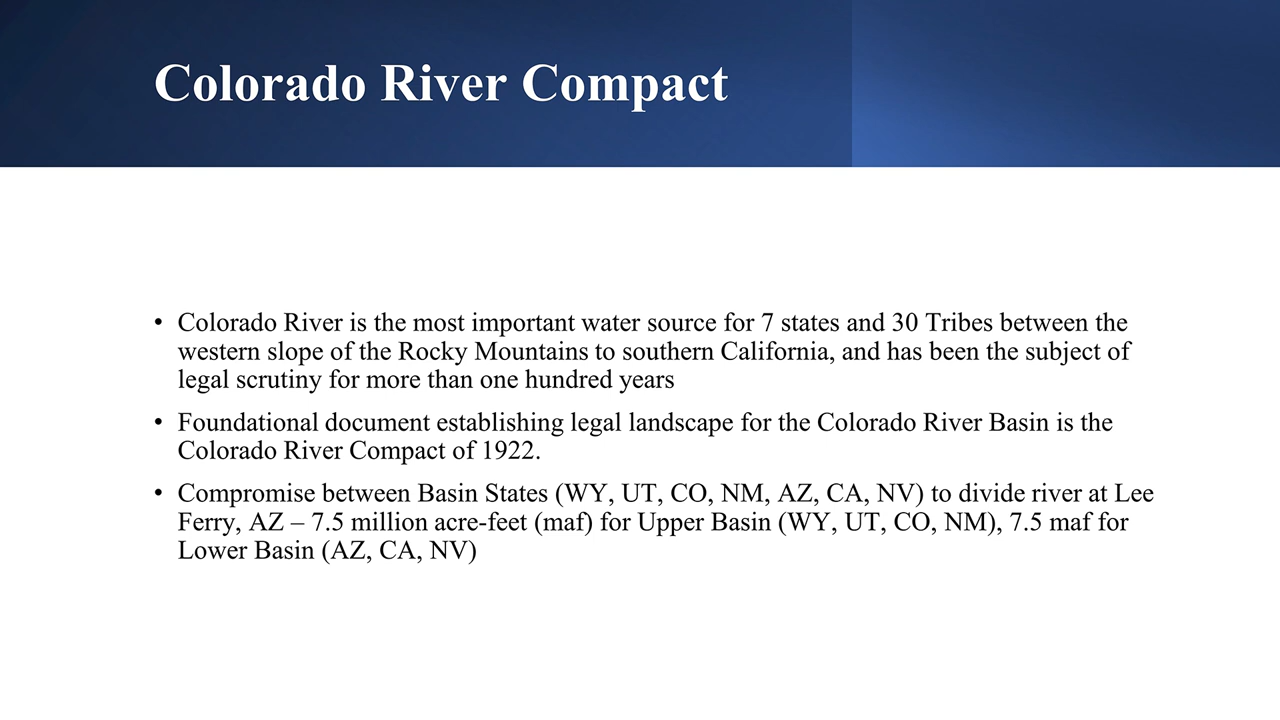 Colorado River Compact
• Colorado River is the most important water source for 7 states and 30 Tribes between the
western slope of the Rocky Mountains to southern California, and has been the subject of
legal scrutiny for more than one hundred years
• Foundational document establishing legal landscape for the Colorado River Basin is the
Colorado River Compact of 1922.
• Compromise between Basin States (WY, UT, CO, NM, AZ, CA, NV) to divide river at Lee
Ferry, AZ – 7.5 million acre-feet (maf) for Upper Basin (WY, UT, CO, NM), 7.5 maf for
Lower Basin (AZ, CA, NV)